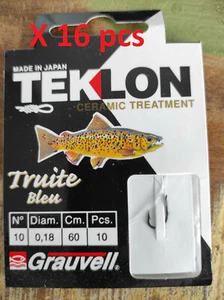 X 16 pcs
MADE IN JAPAN
TEKLON
CERAMIC TREATMENT
Truite
Bleu
Nº Diam. Cm. Pcs.
10 0,18 60 10
Grauvell